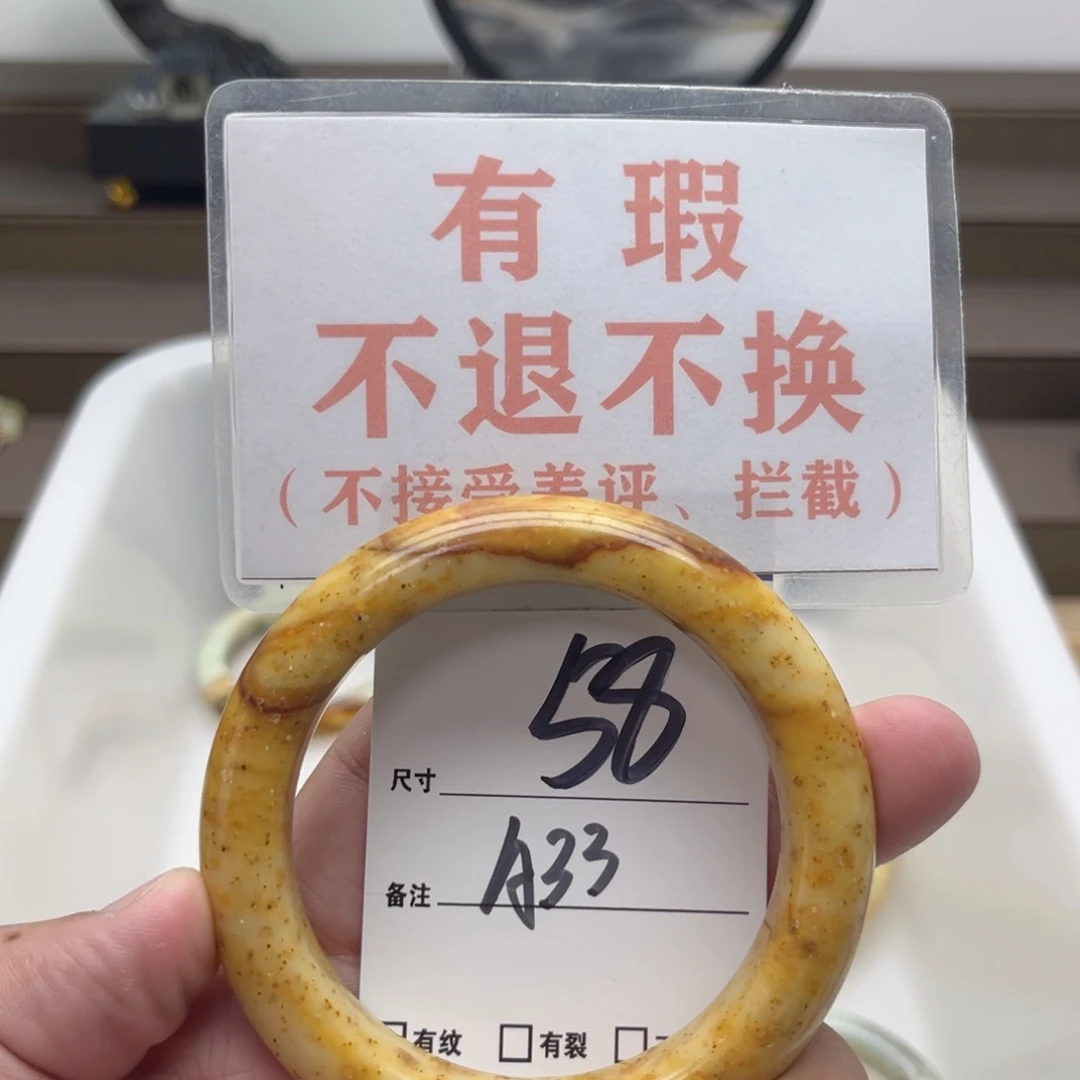 有瑕
不退不换
（不接受差评、拦截）
58
尺寸
A33
备注
有纹 有裂